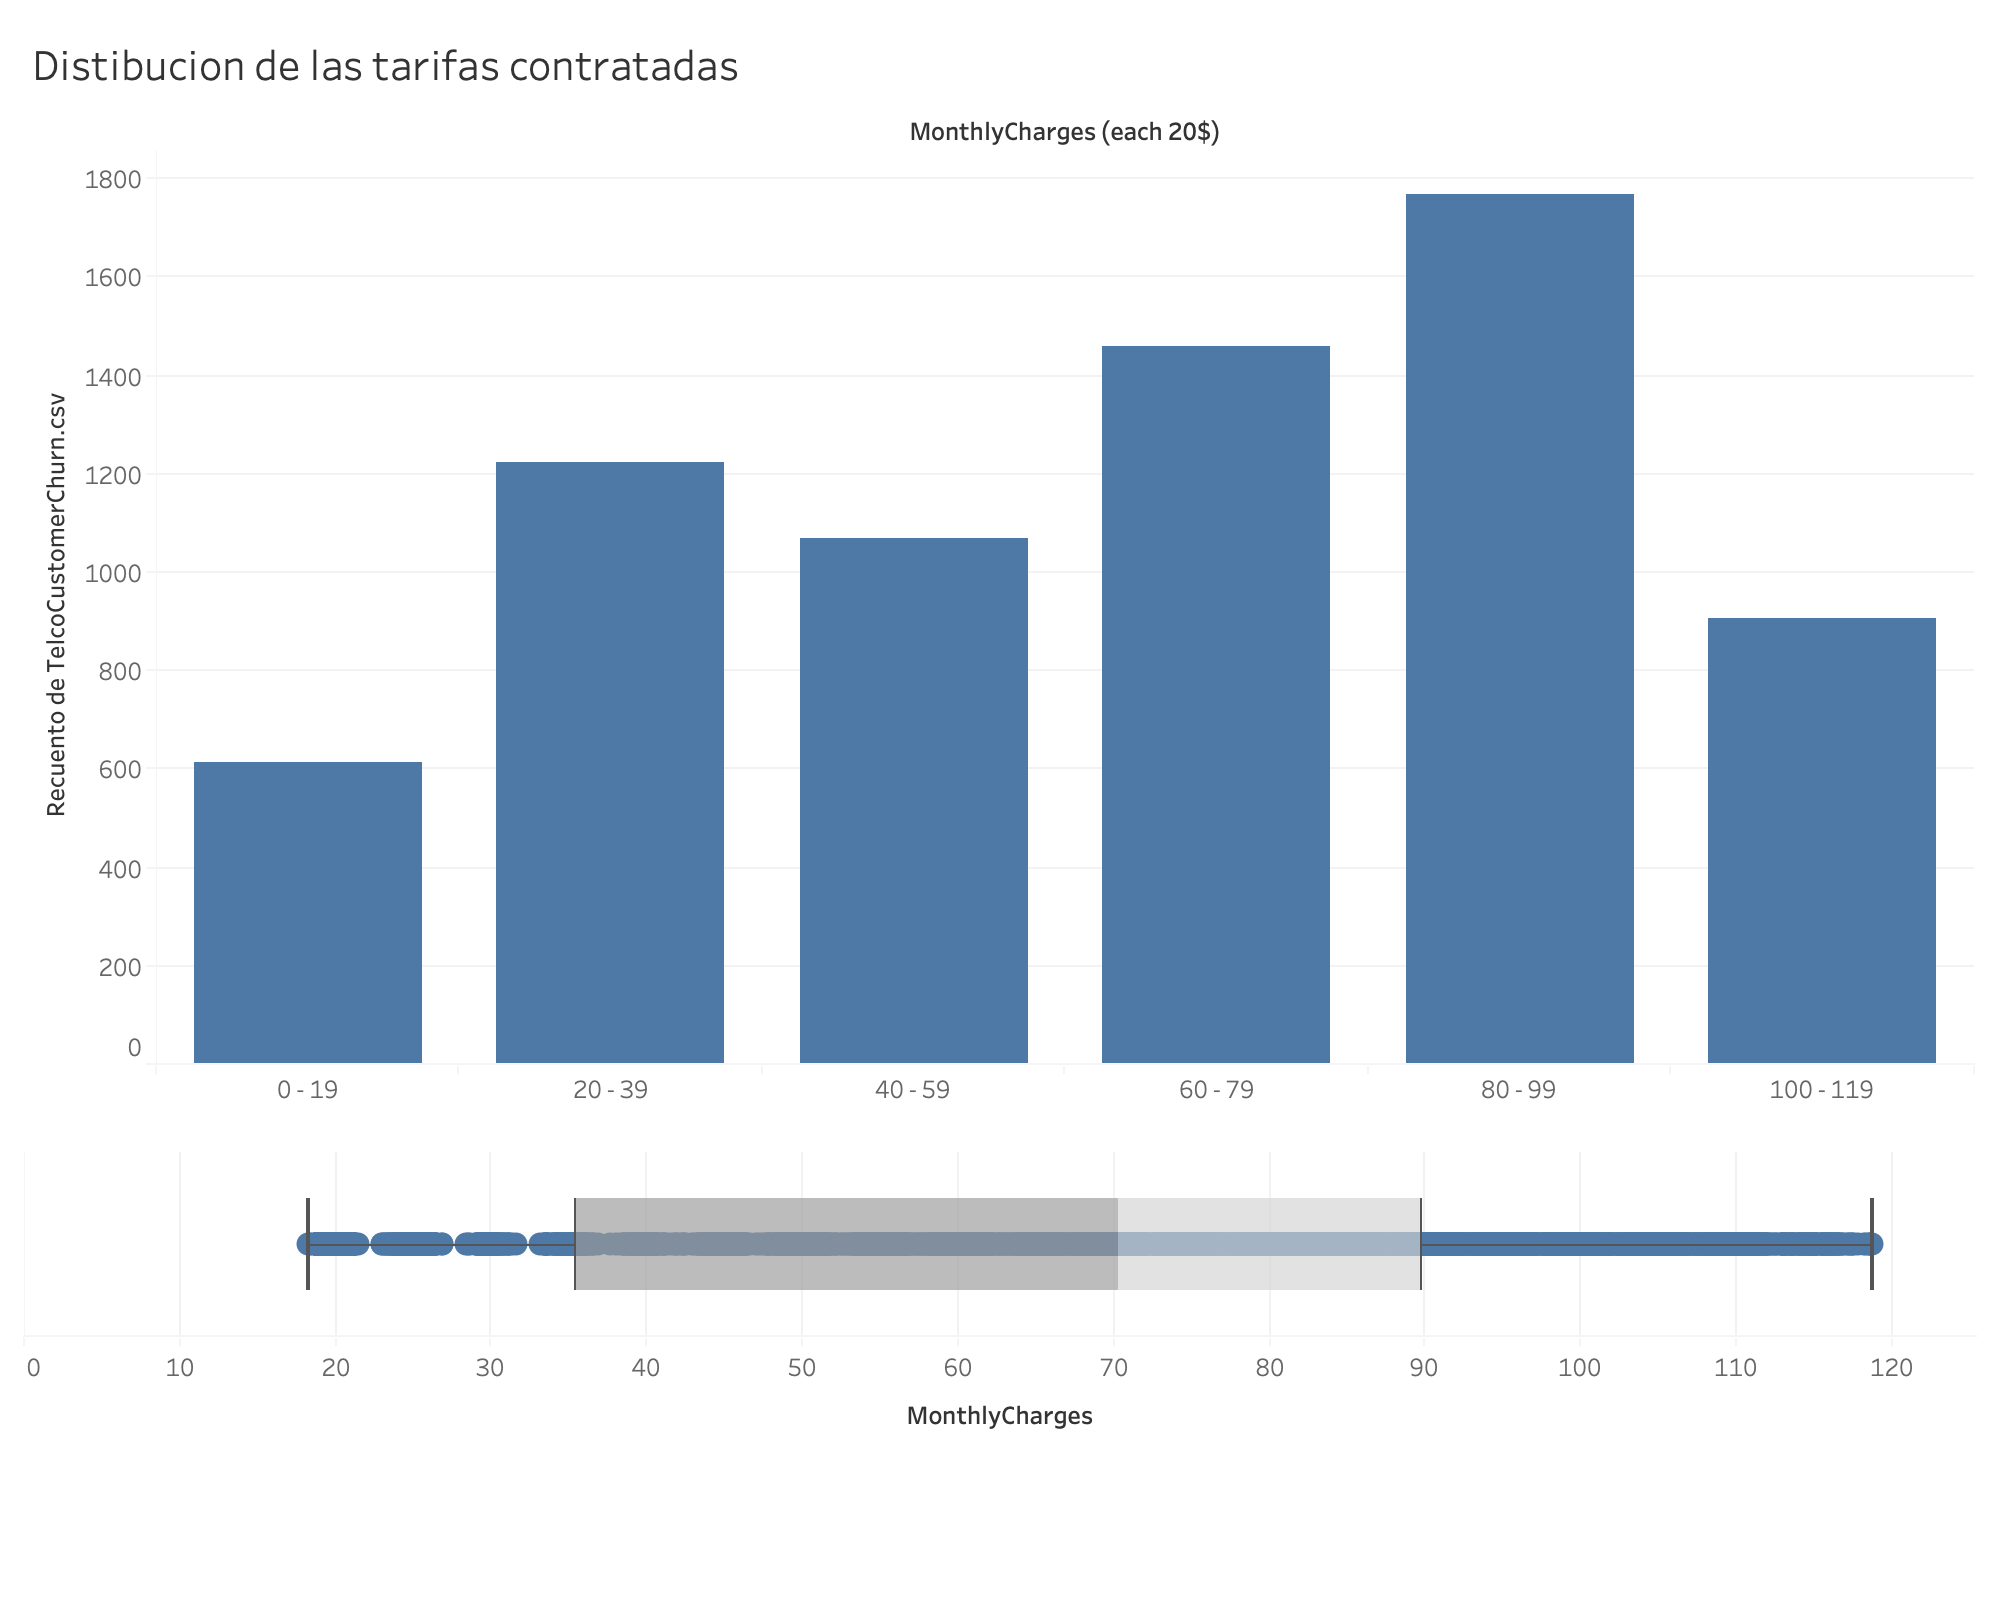 Distibucion de las tarifas contratadas
MonthlyCharges (each 20$)
Recuento de TelcoCustomerChurn.csv
1800
1600
1400
1200
1000
800
600
400
200
0
0 - 19 20 - 39 40 - 59 60 - 79 80 - 99 100 - 119
0 10 20 30 40 50 60 70 80 90 100 110 120
MonthlyCharges